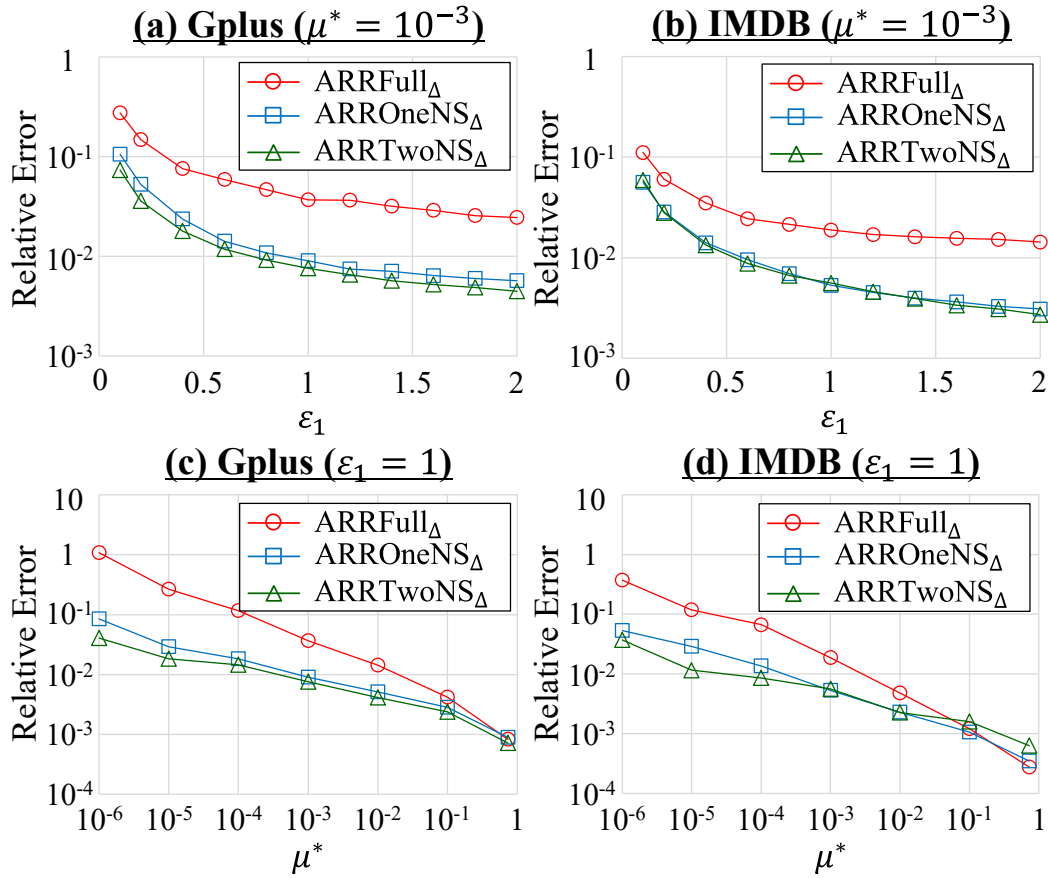 (a) Gplus (μ* = 10⁻³)
1
10⁻¹
10⁻²
10⁻³
Relative Error
ARRFull_Δ
ARROneNS_Δ
ARRTwoNS_Δ
0 0.5 1 1.5 2
ε₁
(b) IMDB (μ* = 10⁻³)
1
10⁻¹
10⁻²
10⁻³
Relative Error
ARRFull_Δ
ARROneNS_Δ
ARRTwoNS_Δ
0 0.5 1 1.5 2
ε₁
(c) Gplus (ε₁ = 1)
10
1
10⁻¹
10⁻²
10⁻³
10⁻⁴
Relative Error
ARRFull_Δ
ARROneNS_Δ
ARRTwoNS_Δ
10⁻⁶ 10⁻⁵ 10⁻⁴ 10⁻³ 10⁻² 10⁻¹ 1
μ*
(d) IMDB (ε₁ = 1)
10
1
10⁻¹
10⁻²
10⁻³
10⁻⁴
Relative Error
ARRFull_Δ
ARROneNS_Δ
ARRTwoNS_Δ
10⁻⁶ 10⁻⁵ 10⁻⁴ 10⁻³ 10⁻² 10⁻¹ 1
μ*